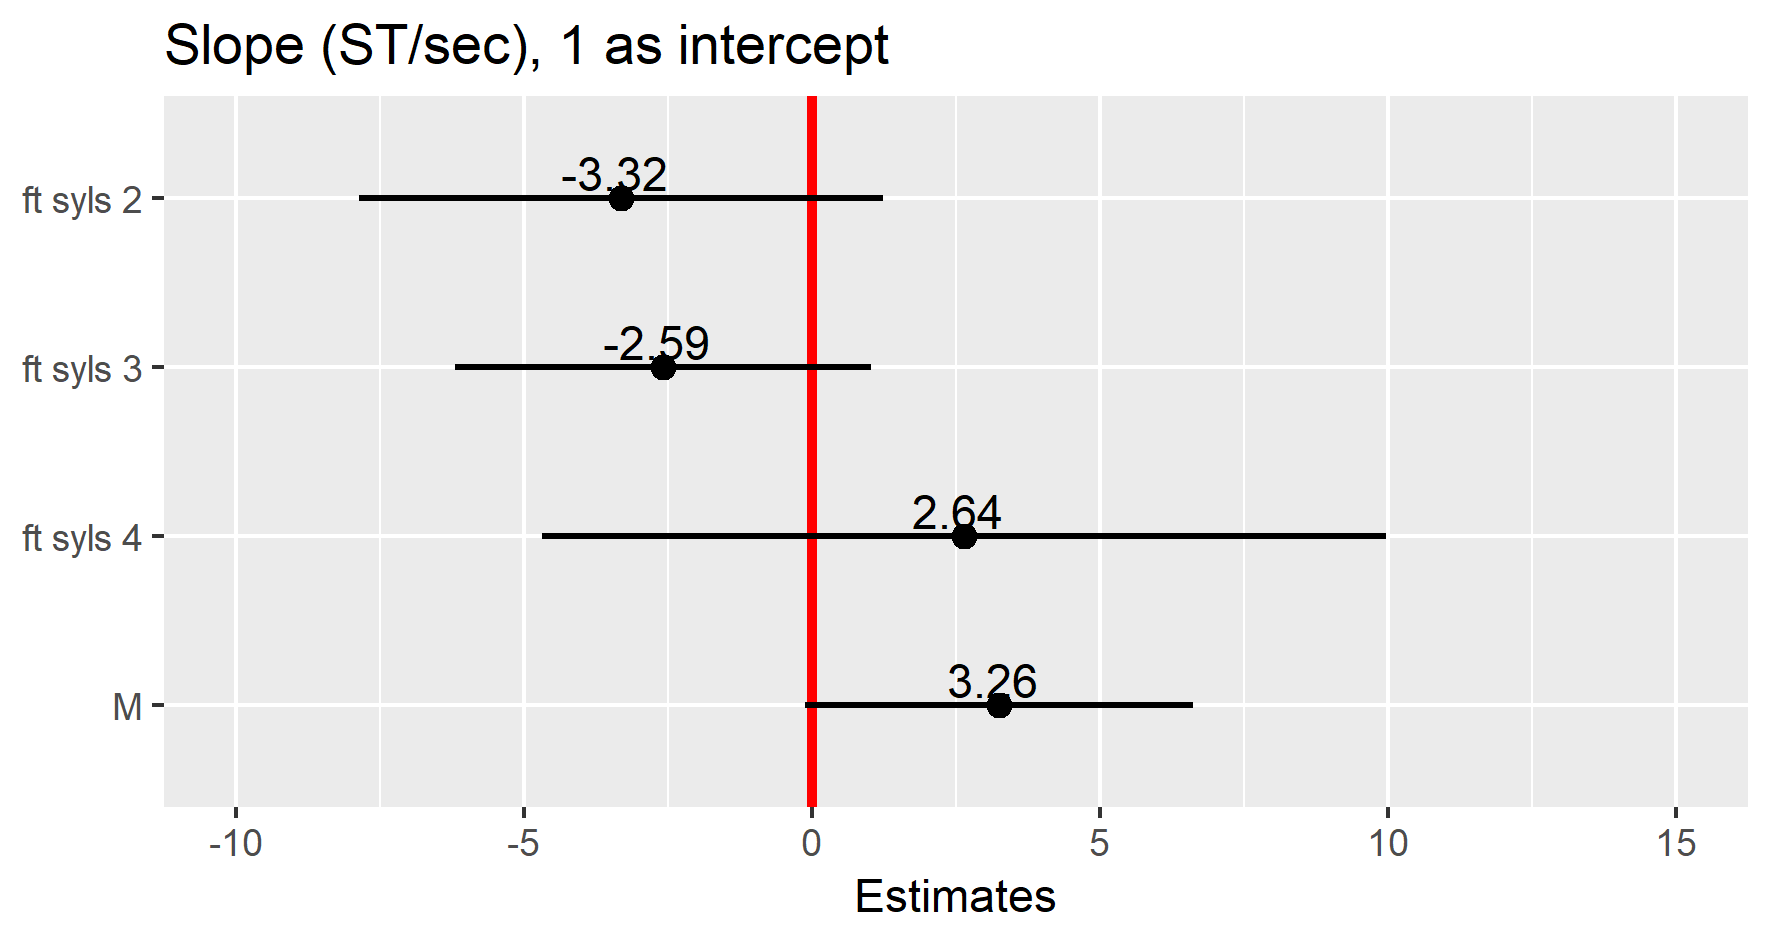 Slope (ST/sec), 1 as intercept
ft syls 2
-3.32
ft syls 3
-2.59
ft syls 4
2.64
M
3.26
-10 -5 0 5 10 15
Estimates